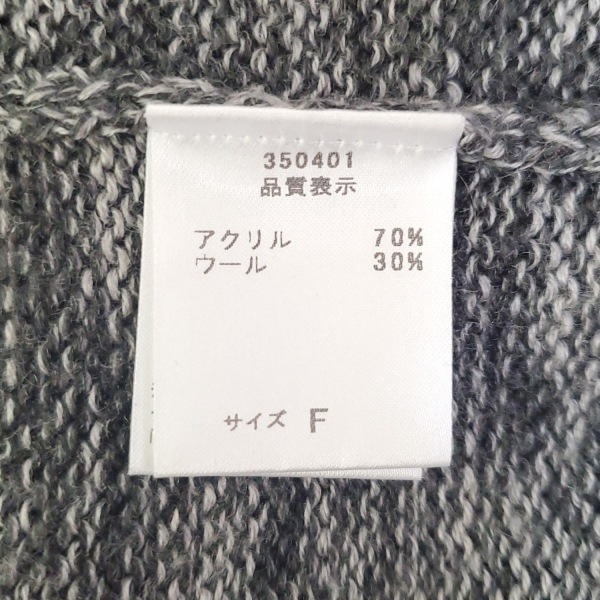 350401
品質表示
アクリル 70%
ウール 30%
サイズ F